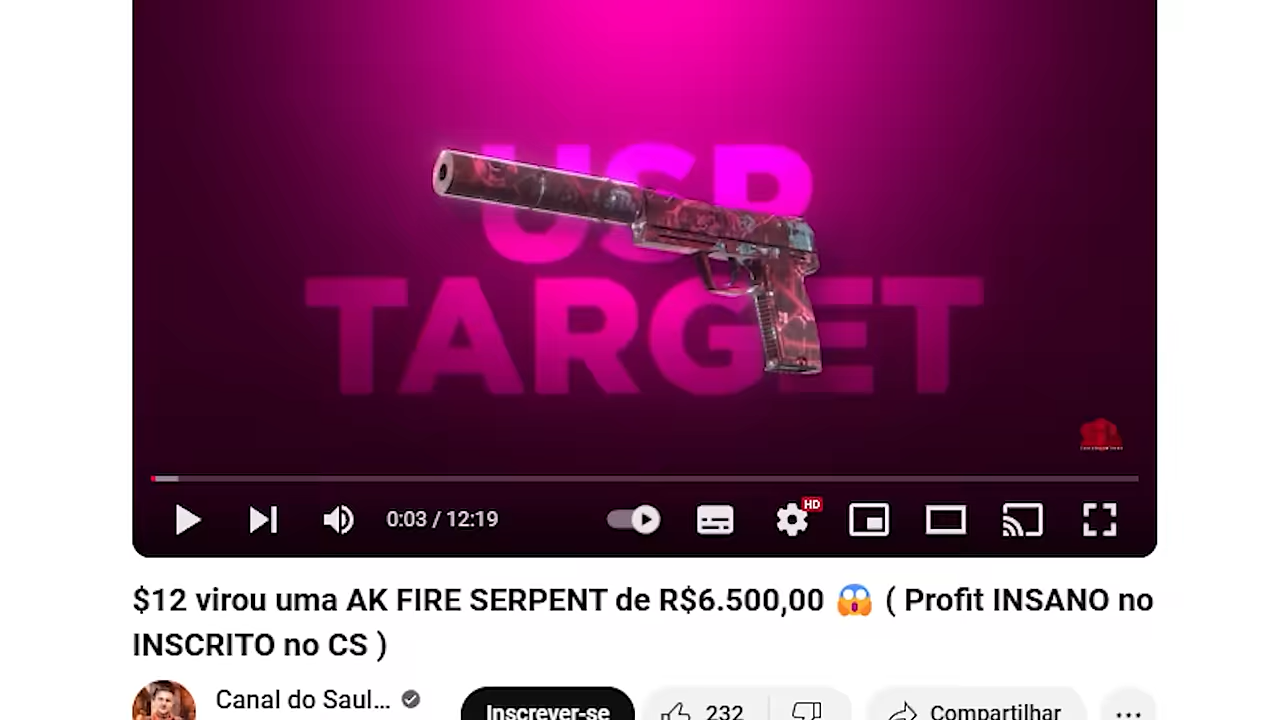 USP
TARGET
0:03 / 12:19
HD
$12 virou uma AK FIRE SERPENT de R$6.500,00 😱 ( Profit INSANO no
INSCRITO no CS )
Canal do Saul...
Inscrever-se
232
Compartilhar